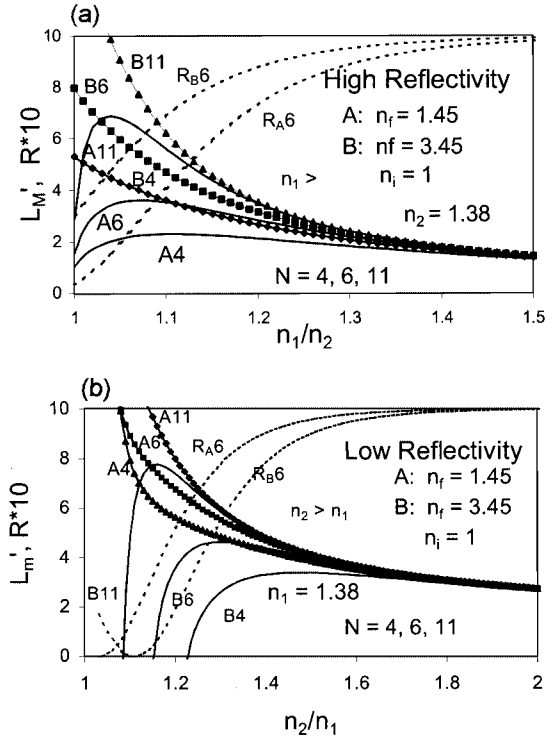 (a)
10
B11
R_B6
B6
8
High Reflectivity
A: n_f = 1.45
R_A6
A11
B: nf = 3.45
6
B4
n_1 >
n_i = 1
4
A6
n_2 = 1.38
2
A4
N = 4, 6, 11
0
L_M', R*10
1 1.1 1.2 1.3 1.4 1.5
n_1/n_2
(b)
10
A11
A6
R_A6
8
A4
R_B6
Low Reflectivity
A: n_f = 1.45
6
n_2 > n_1
B: n_f = 3.45
n_i = 1
4
B11
B6
n_1 = 1.38
2
B4
N = 4, 6, 11
0
L_m', R*10
1 1.2 1.4 1.6 1.8 2
n_2/n_1